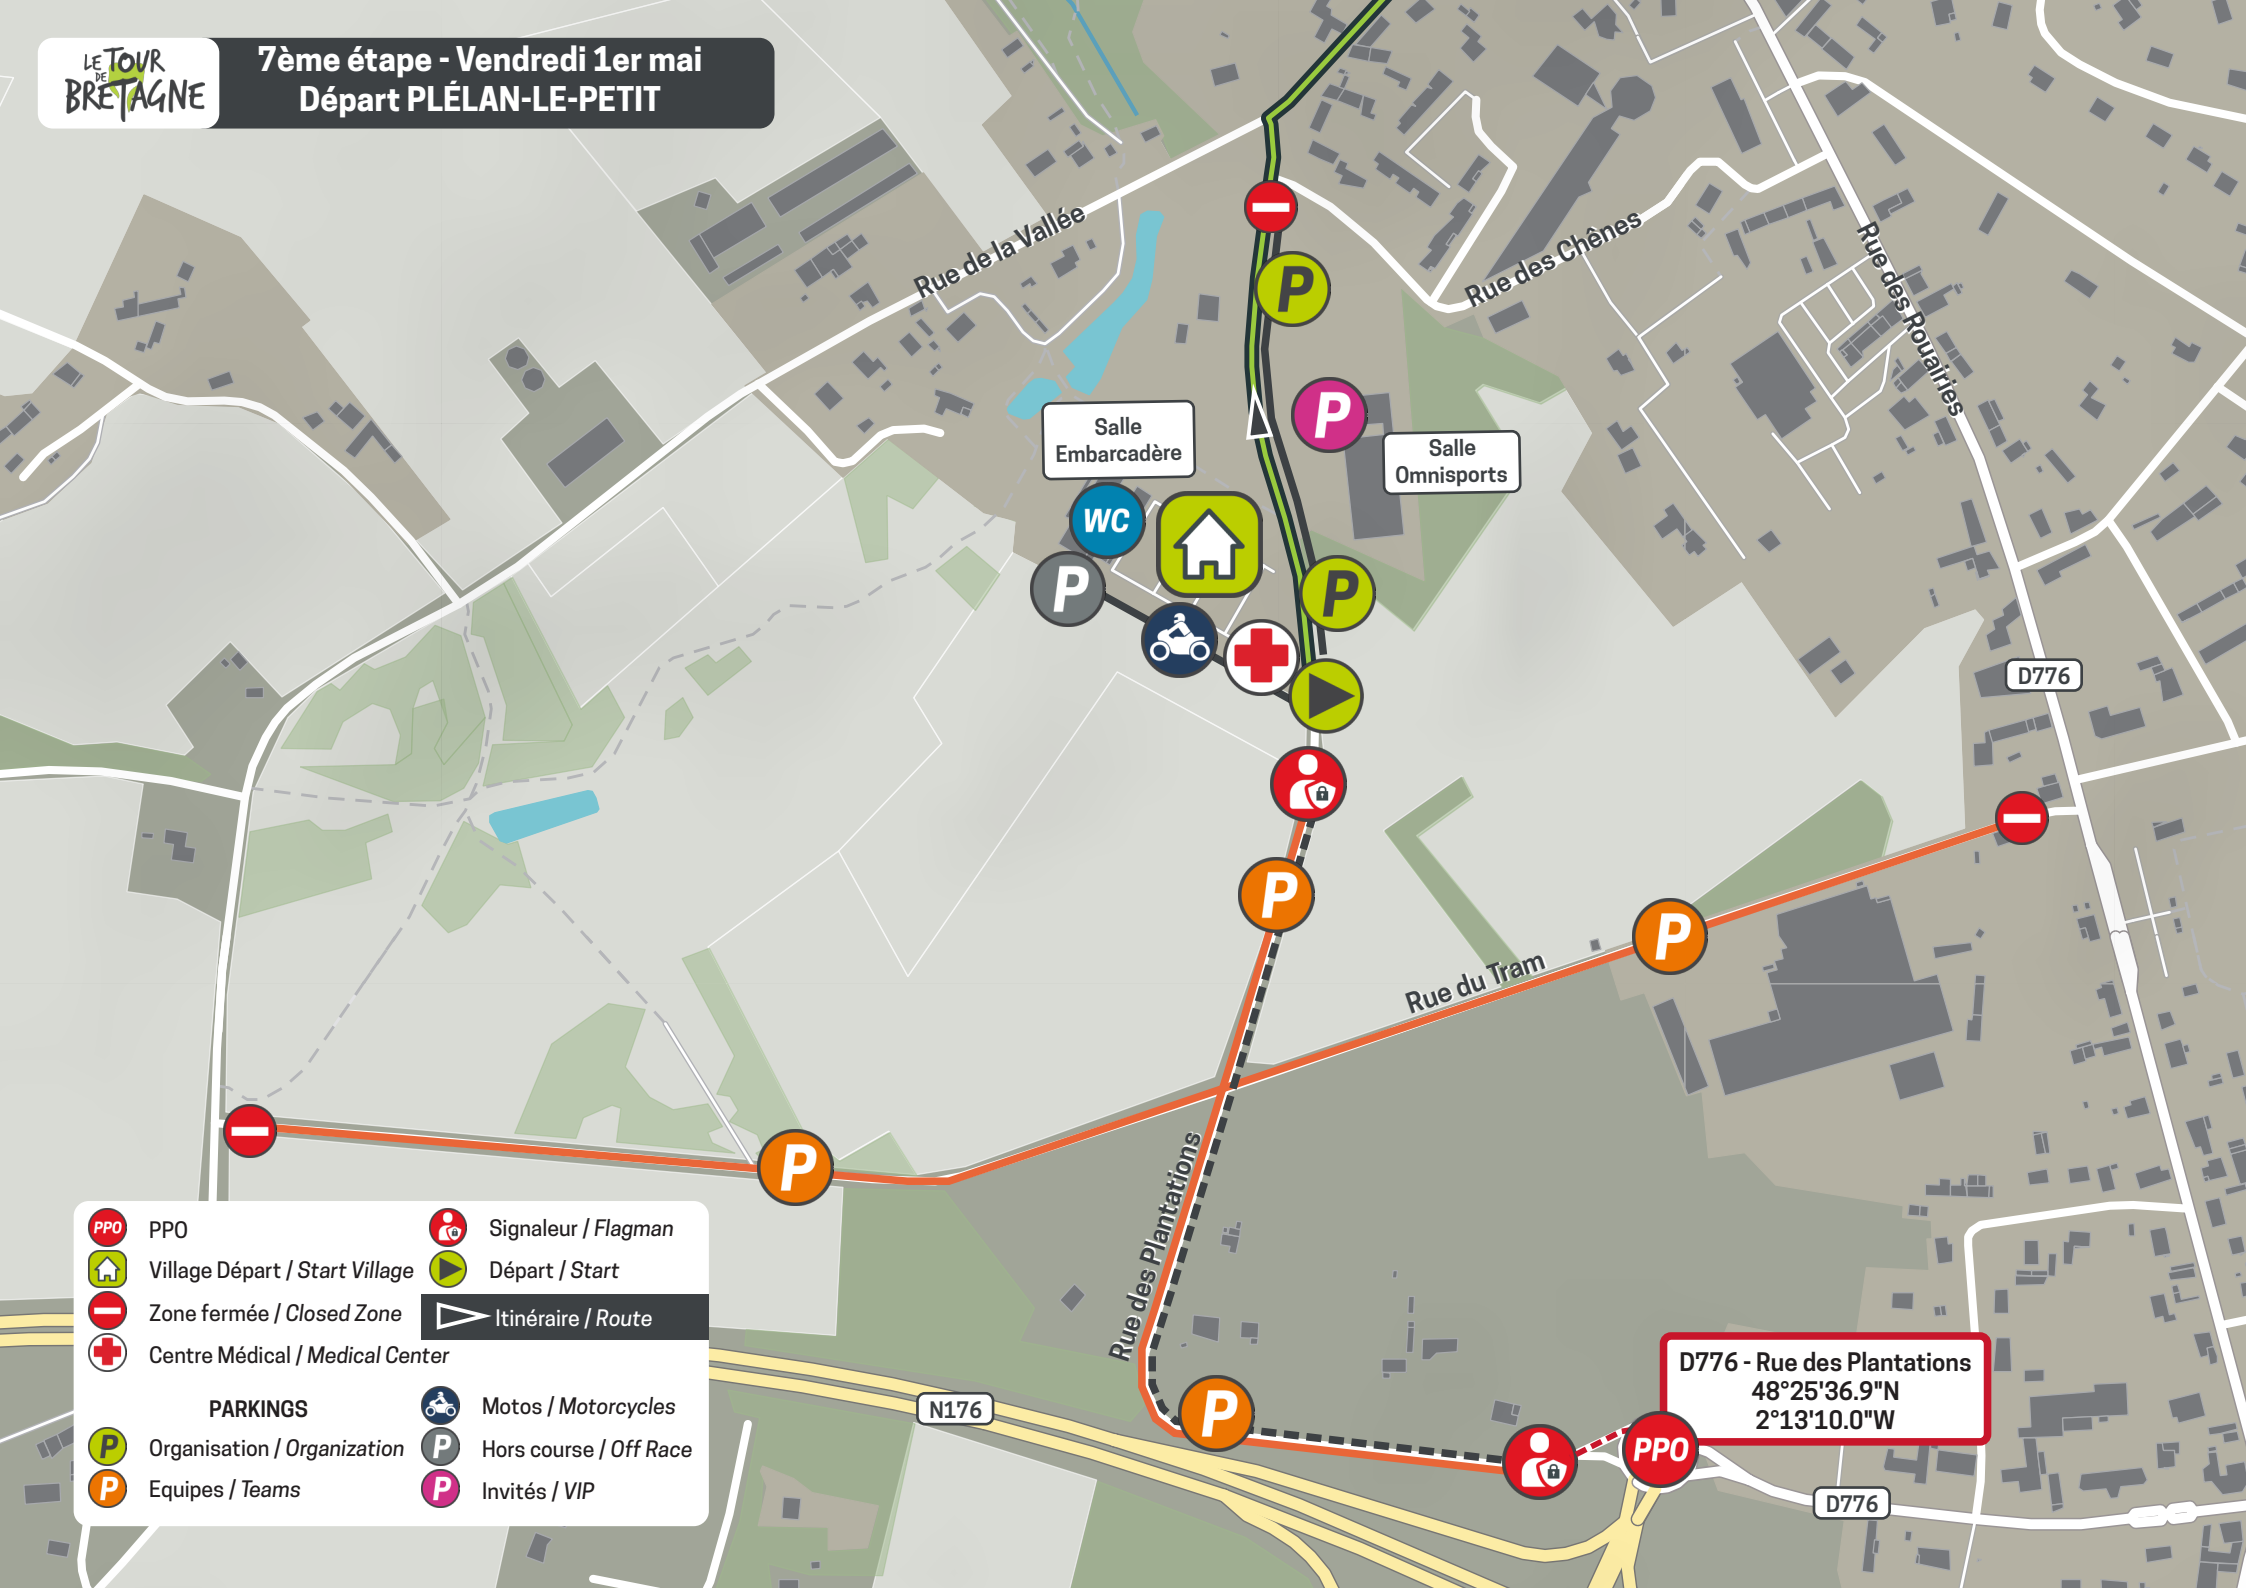 LE TOUR
DE
BRETAGNE
7ème étape - Vendredi 1er mai
Départ PLÉLAN-LE-PETIT
Rue de la Vallée
Rue des Chênes
Rue des Rouairies
P
P
Salle
Embarcadère
Salle
Omnisports
WC
P
P
D776
P
P
Rue du Tram
P
Rue des Plantations
P
N176
D776 - Rue des Plantations
48°25'36.9"N
2°13'10.0"W
PPO
D776
PPO PPO
Village Départ / Start Village
Zone fermée / Closed Zone
Centre Médical / Medical Center
Signaleur / Flagman
Départ / Start
Itinéraire / Route
PARKINGS
P Organisation / Organization
P Equipes / Teams
Motos / Motorcycles
P Hors course / Off Race
P Invités / VIP